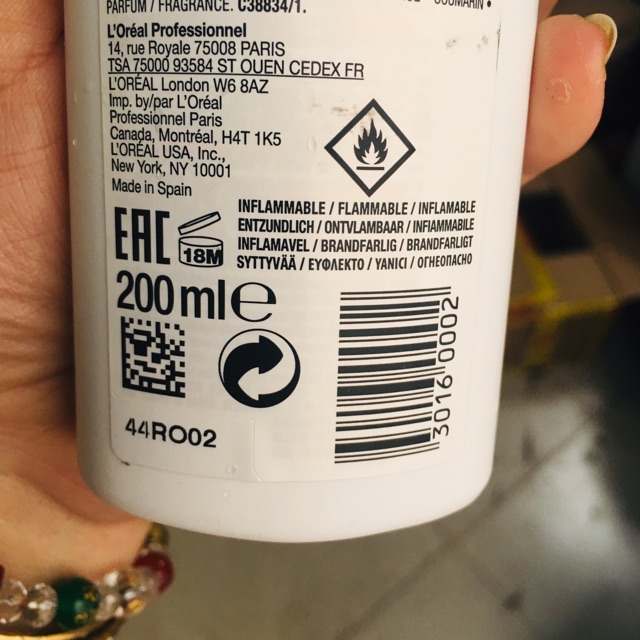 PARFUM / FRAGRANCE. C38834/1.
L'Oréal Professionnel
14, rue Royale 75008 PARIS
TSA 75000 93584 ST OUEN CEDEX FR
L'ORÉAL London W6 8AZ
Imp. by/par L'Oréal
Professionnel Paris
Canada, Montréal, H4T 1K5
L'ORÉAL USA, Inc.,
New York, NY 10001
Made in Spain
INFLAMMABLE / FLAMMABLE / INFLAMABLE
ENTZUNDLICH / ONTVLAMBAAR / INFIAMMABILE
INFLAMAVEL / BRANDFARLIG / BRANDFARLIGT
SYTTYVÄÄ / ΕΥΦΛΕΚΤΟ / YANICI / ОГНЕОПАСНО
EAC
18M
200 ml e
44RO02
3016 0002